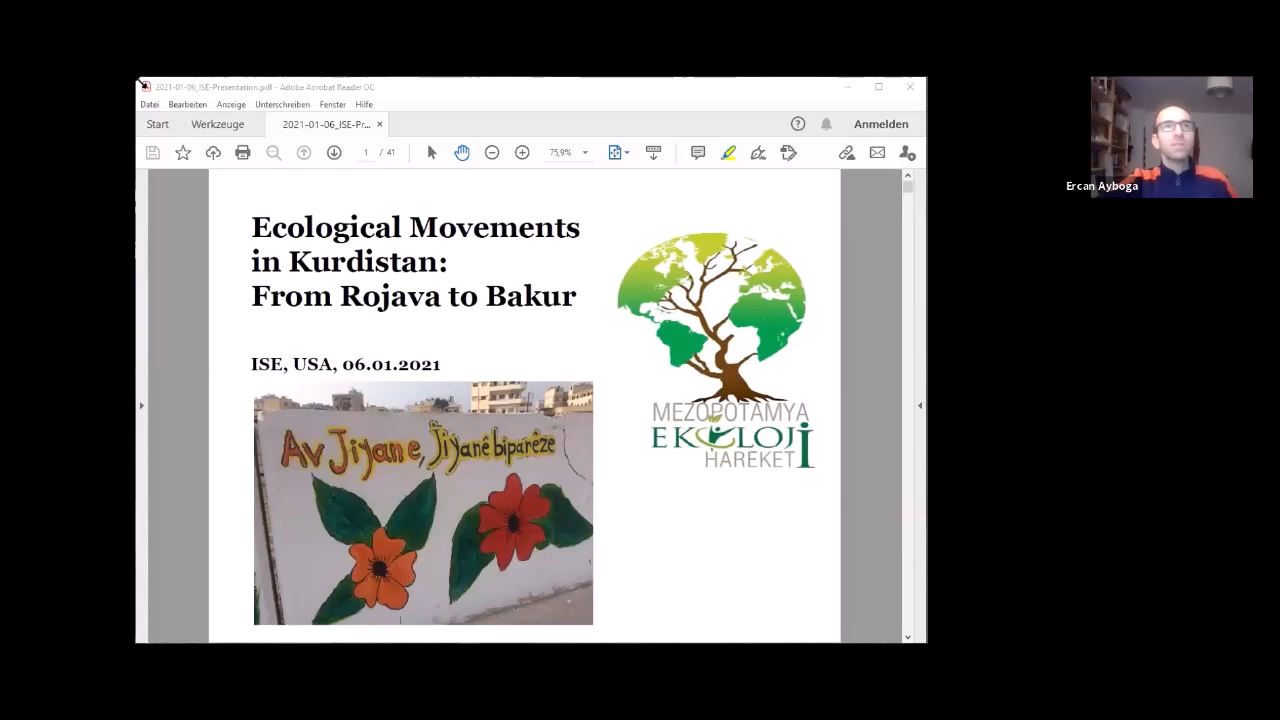 2021-01-06_ISE-Presentation.pdf - Adobe Acrobat Reader DC
Datei Bearbeiten Anzeige Unterschreiben Fenster Hilfe
Start Werkzeuge 2021-01-06_ISE-Pr... × Anmelden
1 / 41 75,9%
Ecological Movements
in Kurdistan:
From Rojava to Bakur
ISE, USA, 06.01.2021
Av Jiyane, Jiyanê biparêze
MEZOPOTAMYA
EKOLOJİ
HAREKETİ
Ercan Ayboga